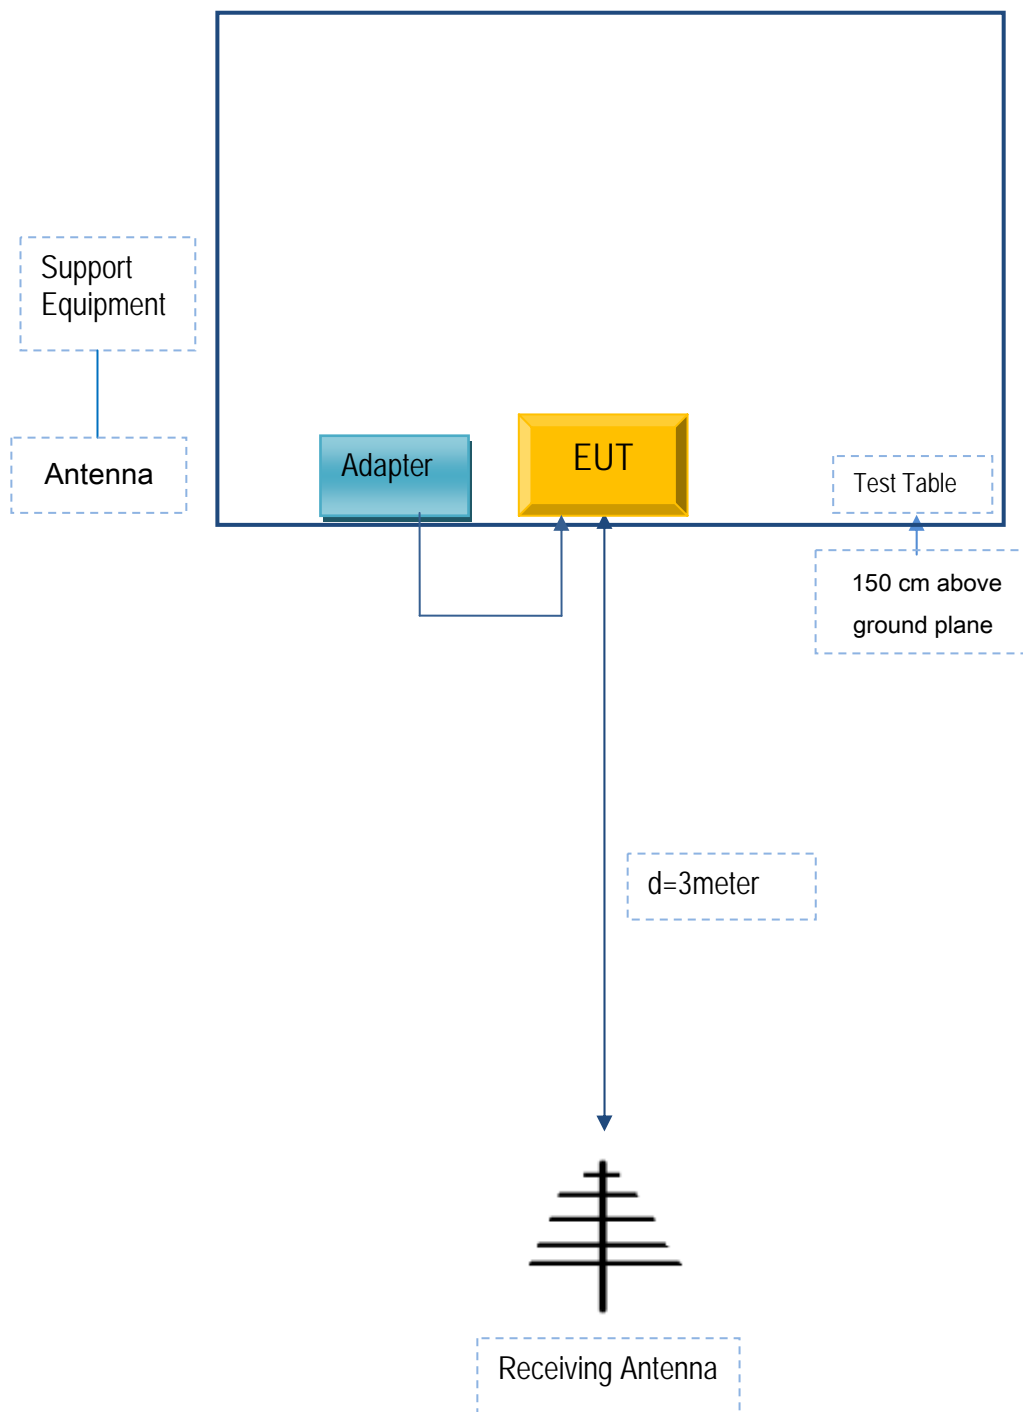 Support
Equipment
Antenna
Adapter
EUT
Test Table
150 cm above
ground plane
d=3meter
Receiving Antenna